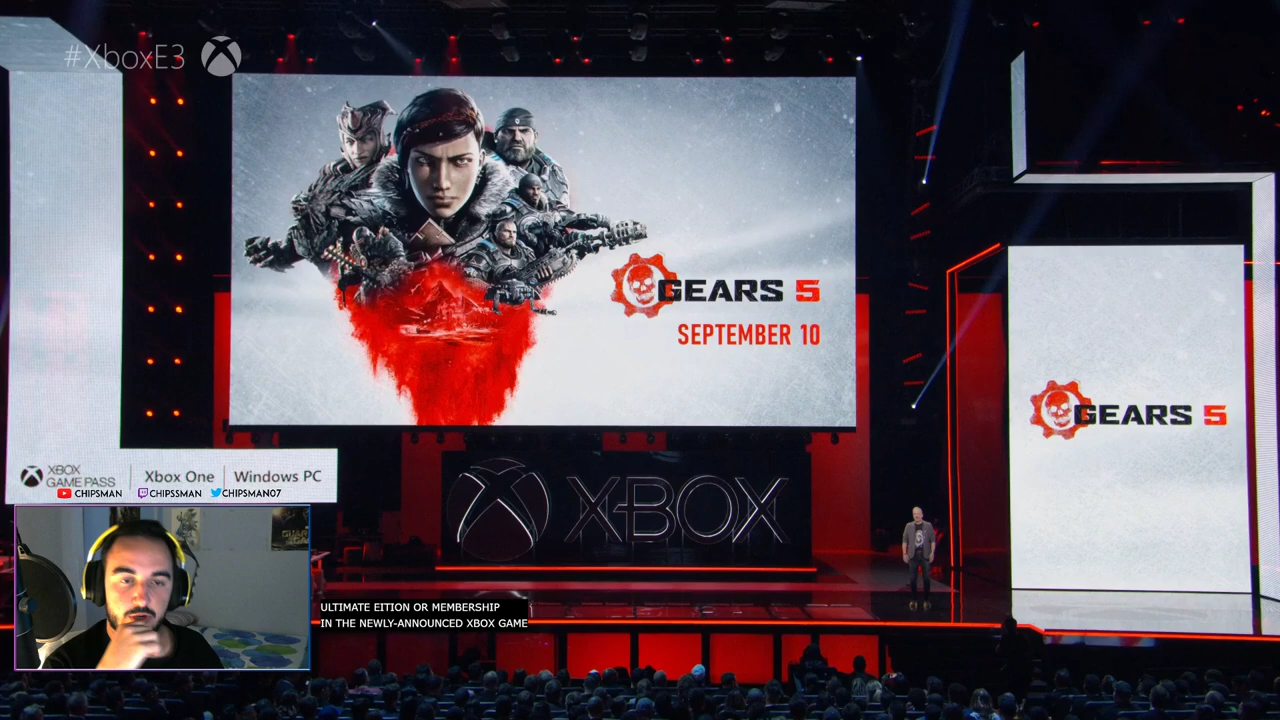 #XboxE3
GEARS 5
SEPTEMBER 10
GEARS 5
XBOX
GAME PASS
Xbox One
Windows PC
CHIPSMAN
CHIPSSMAN
CHIPSMAN07
XBOX
ULTIMATE EITION OR MEMBERSHIP
IN THE NEWLY-ANNOUNCED XBOX GAME